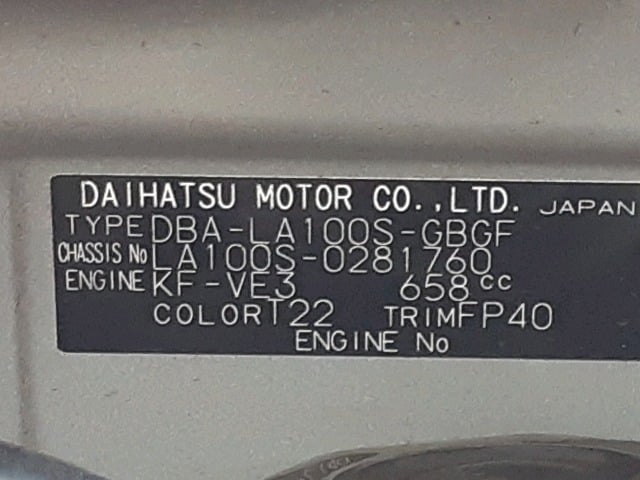 DAIHATSU MOTOR CO.,LTD. JAPAN
TYPE DBA-LA100S-GBGF
CHASSIS No LA100S-0281760
ENGINE KF-VE3 658cc
COLOR T22 TRIM FP40
ENGINE No